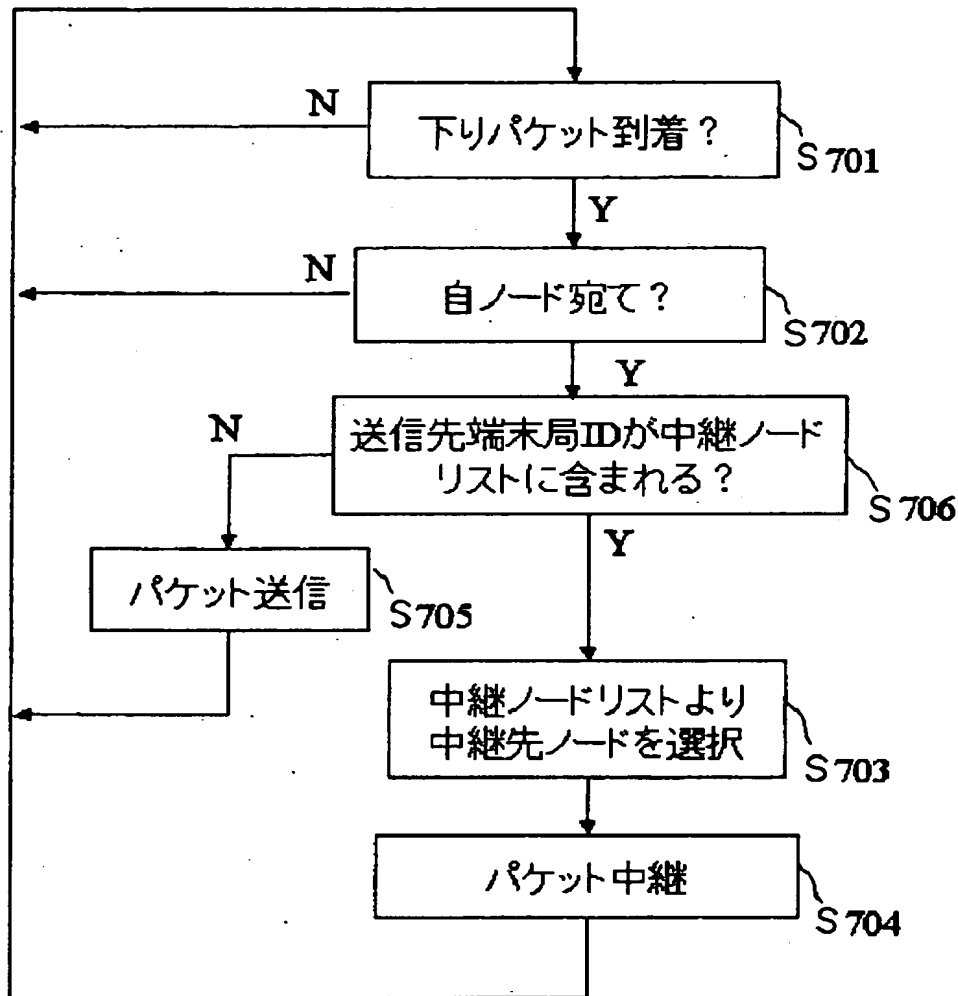 N
下りパケット到着？
S701
Y
N
自ノード宛て？
S702
Y
N
送信先端末局IDが中継ノード
リストに含まれる？
S706
Y
パケット送信
S705
中継ノードリストより
中継先ノードを選択
S703
パケット中継
S704